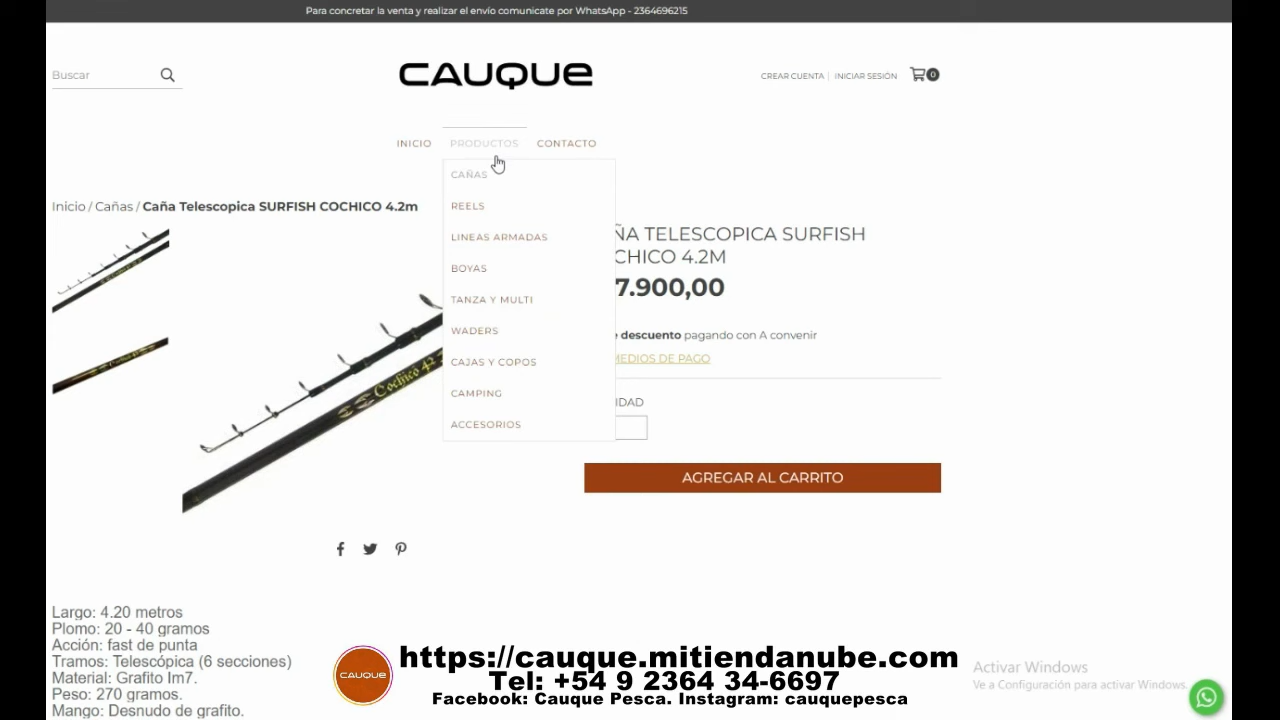 Para concretar la venta y realizar el envío comunicate por WhatsApp - 2364696215
Buscar
CAUQUE
CREAR CUENTA | INICIAR SESIÓN
0
INICIO PRODUCTOS CONTACTO
CAÑAS
REELS
LINEAS ARMADAS
BOYAS
TANZA Y MULTI
WADERS
CAJAS Y COPOS
CAMPING
ACCESORIOS
Inicio / Cañas / Caña Telescopica SURFISH COCHICO 4.2m
ÑA TELESCOPICA SURFISH
CHICO 4.2M
7.900,00
descuento pagando con A convenir
MEDIOS DE PAGO
IDAD
AGREGAR AL CARRITO
Cochico 42
Largo: 4.20 metros
Plomo: 20 - 40 gramos
Acción: fast de punta
Tramos: Telescópica (6 secciones)
Material: Grafito Im7.
Peso: 270 gramos.
Mango: Desnudo de grafito.
CAUQUE
https://cauque.mitiendanube.com
Tel: +54 9 2364 34-6697
Facebook: Cauque Pesca. Instagram: cauquepesca
Activar Windows
Ve a Configuración para activar Windows.